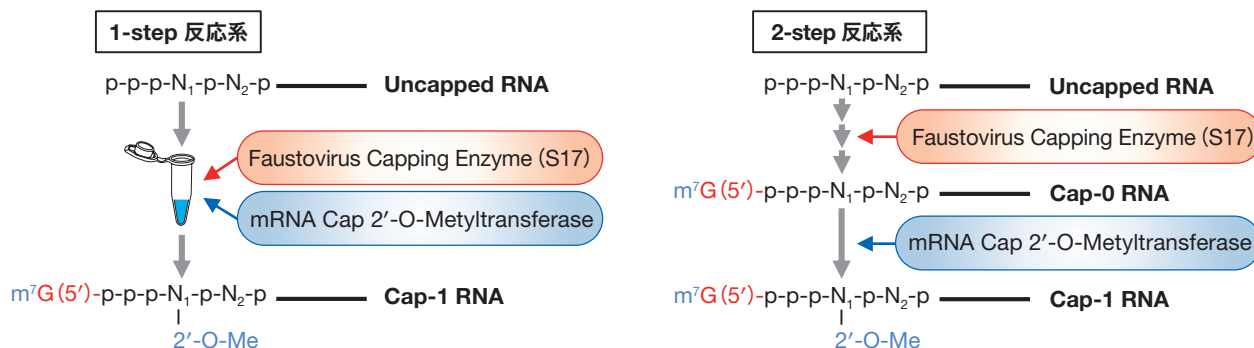 1-step 反応系
p-p-p-N₁-p-N₂-p
Uncapped RNA
Faustovirus Capping Enzyme (S17)
mRNA Cap 2′-O-Metyltransferase
m⁷G(5′)-p-p-p-N₁-p-N₂-p
Cap-1 RNA
2′-O-Me
2-step 反応系
p-p-p-N₁-p-N₂-p
Uncapped RNA
Faustovirus Capping Enzyme (S17)
m⁷G(5′)-p-p-p-N₁-p-N₂-p
Cap-0 RNA
mRNA Cap 2′-O-Metyltransferase
m⁷G(5′)-p-p-p-N₁-p-N₂-p
Cap-1 RNA
2′-O-Me